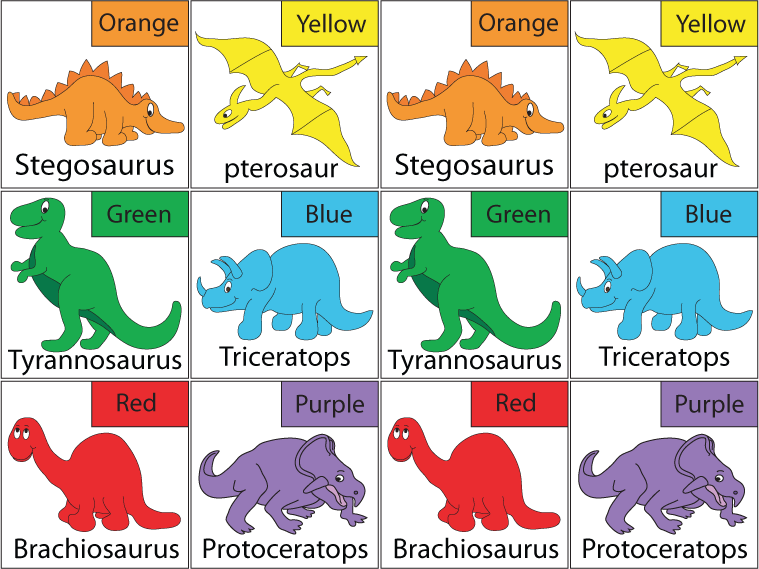 Orange
Stegosaurus
Yellow
pterosaur
Orange
Stegosaurus
Yellow
pterosaur
Green
Tyrannosaurus
Blue
Triceratops
Green
Tyrannosaurus
Blue
Triceratops
Red
Brachiosaurus
Purple
Protoceratops
Red
Brachiosaurus
Purple
Protoceratops